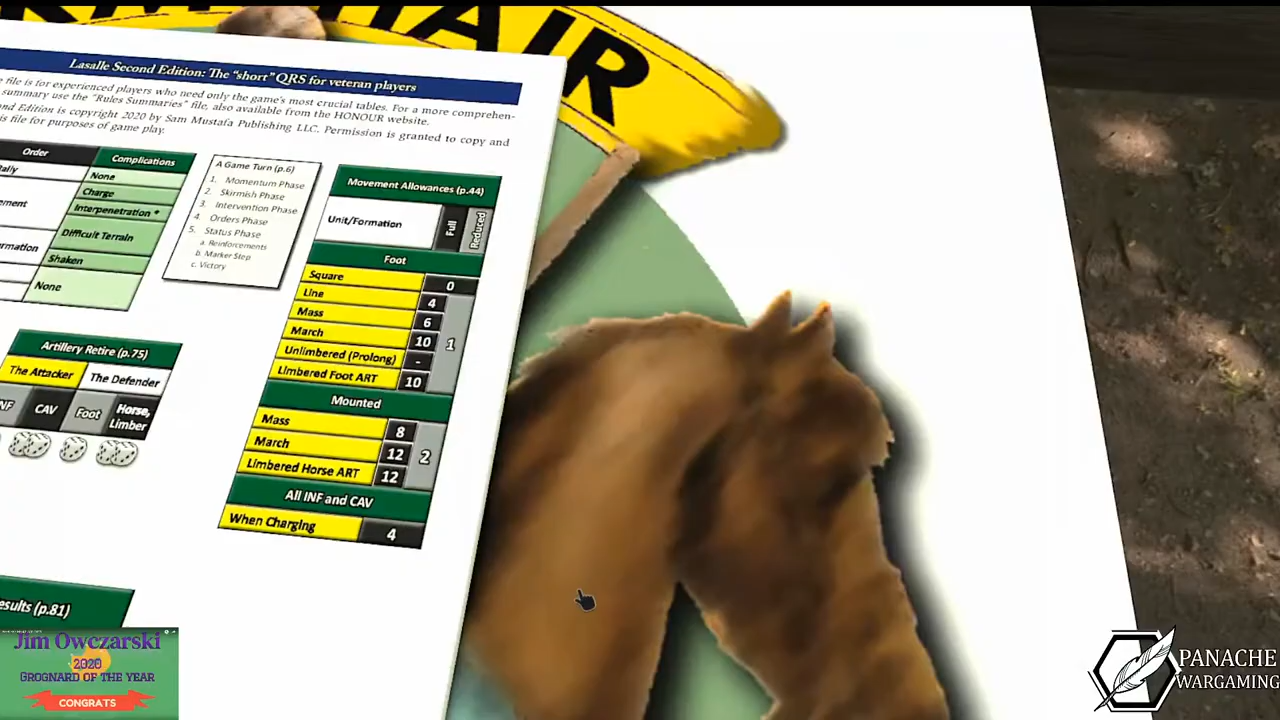 RMCHAIR
Lasalle Second Edition: The "short" QRS for veteran players
file is for experienced players who need only the game's most crucial tables. For a more comprehen-
summary use the "Rules Summaries" file, also available from the HONOUR website.
nd Edition is copyright 2020 by Sam Mustafa Publishing LLC. Permission is granted to copy and
is file for purposes of game play.
Order
Complications
ally
None
Charge
ement
Interpenetration *
Difficult Terrain
ormation
Shaken
None
A Game Turn (p.6)
1. Momentum Phase
2. Skirmish Phase
3. Intervention Phase
4. Orders Phase
5. Status Phase
a. Reinforcements
b. Marker Step
c. Victory
Movement Allowances (p.44)
Unit/Formation Full Reduced
Foot
Square 0
Line 4
Mass 6
March 10 1
Unlimbered (Prolong) -
Limbered Foot ART 10
Mounted
Mass 8
March 12 2
Limbered Horse ART 12
All INF and CAV
When Charging 4
Artillery Retire (p.75)
The Attacker The Defender
NF CAV Foot Horse,
Limber
esults (p.81)
Jim Owczarski
2020
GROGNARD OF THE YEAR
CONGRATS
PANACHE
WARGAMING